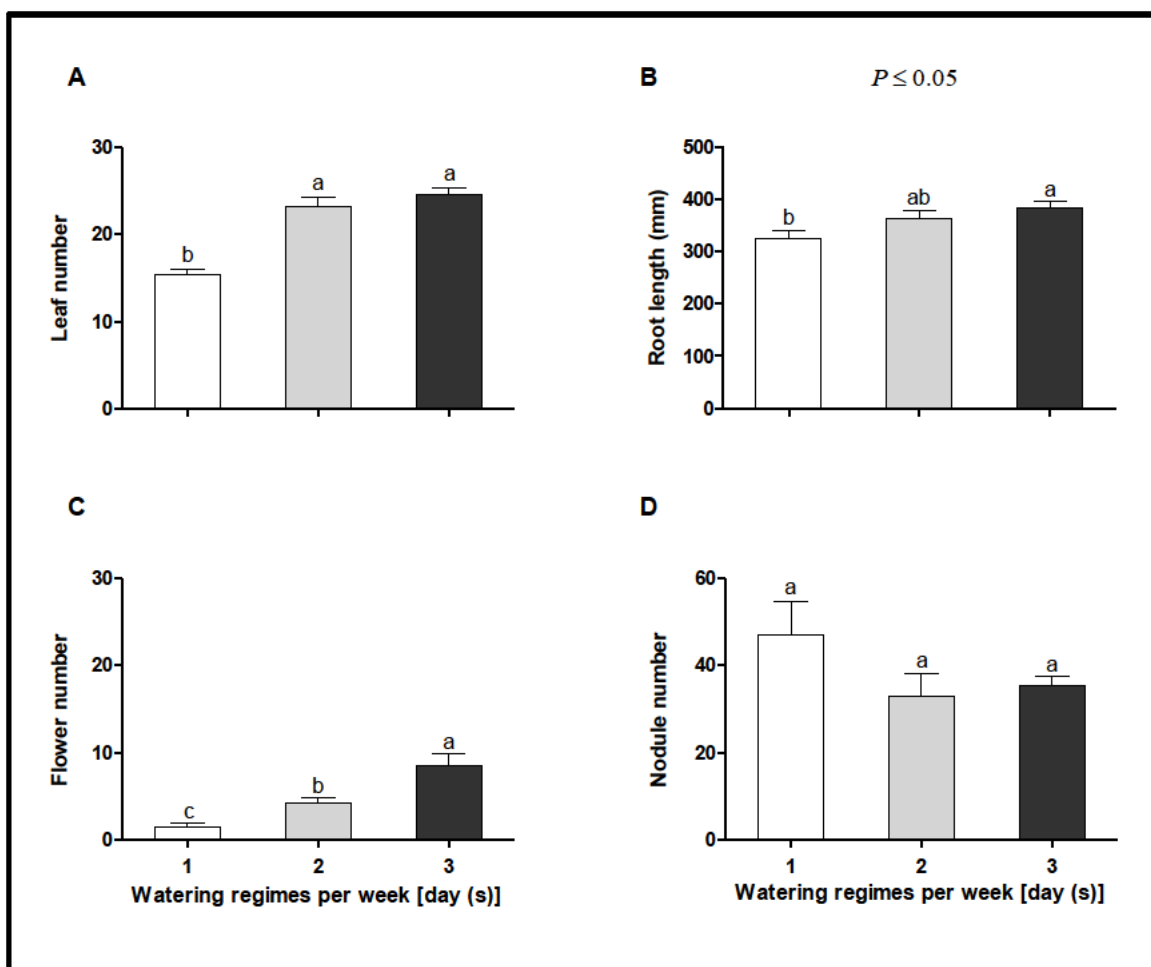 A
30
20
10
0
Leaf number
b
a
a
B
P ≤ 0.05
500
400
300
200
100
0
Root length (mm)
b
ab
a
C
30
20
10
0
Flower number
c
b
a
1 2 3
Watering regimes per week [day (s)]
D
60
40
20
0
Nodule number
a
a
a
1 2 3
Watering regimes per week [day (s)]